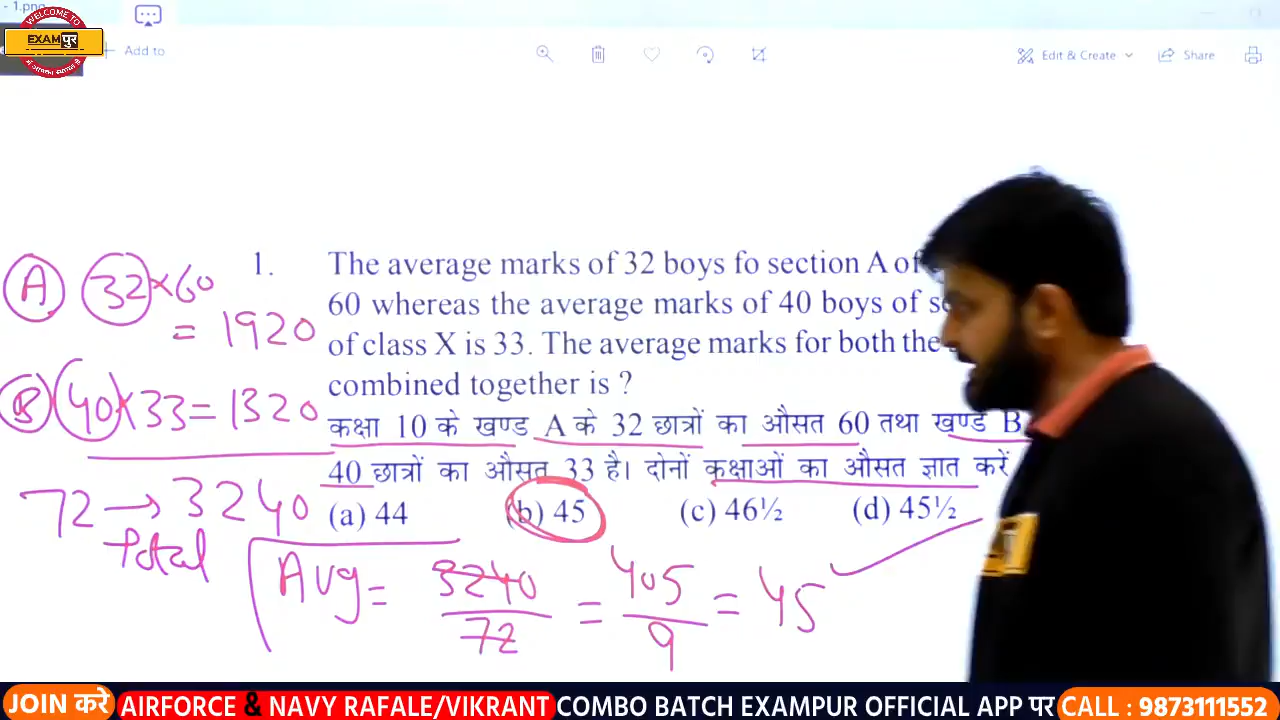 - 1.png
WELCOME TO
EXAMपुर
Add to
Edit & Create
Share
1. The average marks of 32 boys fo section A of
60 whereas the average marks of 40 boys of
of class X is 33. The average marks for both the
combined together is ?
कक्षा 10 के खण्ड A के 32 छात्रों का औसत 60 तथा खण्ड B
40 छात्रों का औसत 33 है। दोनों कक्षाओं का औसत ज्ञात करें
(a) 44 (b) 45 (c) 46½ (d) 45½
A 32×60
= 1920
B 40×33 = 1320
72 → 3240
total
Avg = 3240/72 = 405/9 = 45
JOIN करे AIRFORCE & NAVY RAFALE/VIKRANT COMBO BATCH EXAMPUR OFFICIAL APP पर CALL : 9873111552